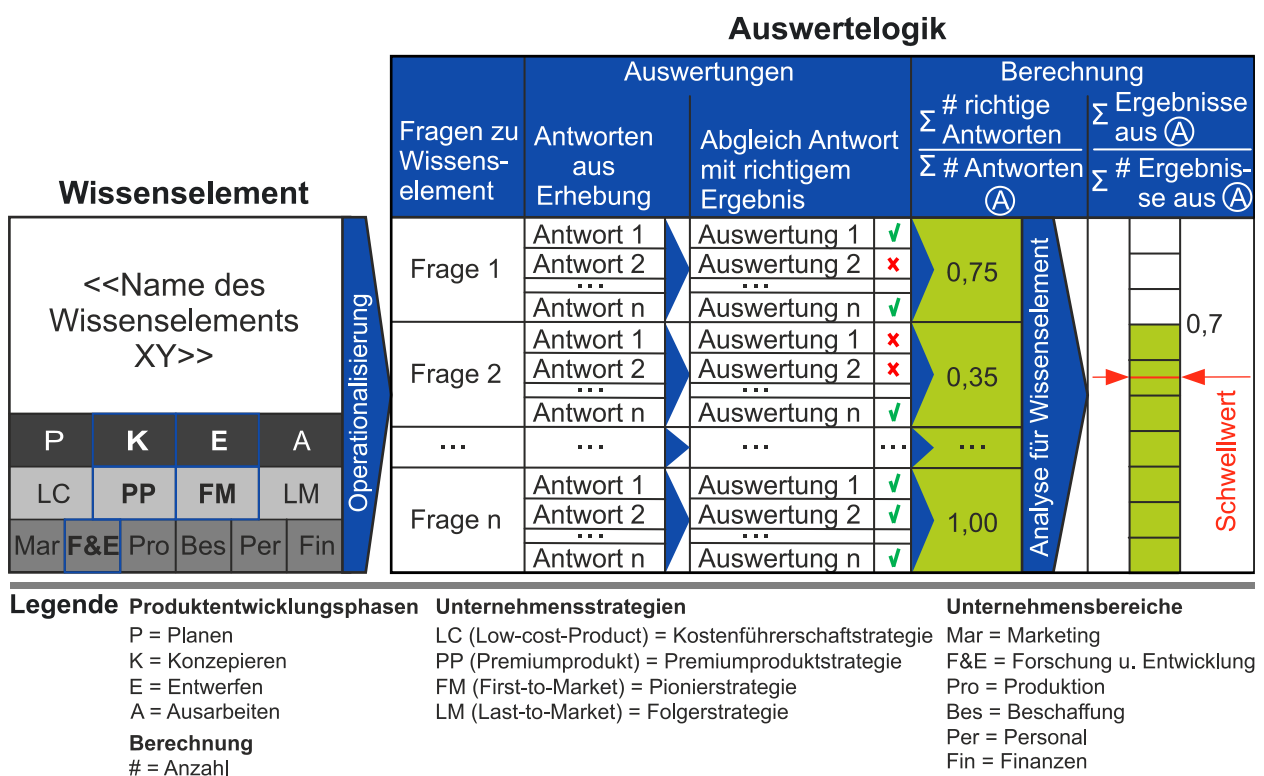 Auswertelogik
Wissenselement
<<Name des
Wissenselements
XY>>
P K E A
LC PP FM LM
Mar F&E Pro Bes Per Fin
Operationalisierung
Fragen zu
Wissens-
element
Auswertungen
Antworten
aus
Erhebung
Abgleich Antwort
mit richtigem
Ergebnis
Berechnung
Σ # richtige
Antworten
Σ # Antworten
Ⓐ
Σ Ergebnisse
aus Ⓐ
Σ # Ergebnis-
se aus Ⓐ
Frage 1
Antwort 1 Auswertung 1 ✓
Antwort 2 Auswertung 2 ×
... ...
Antwort n Auswertung n ✓
0,75
Frage 2
Antwort 1 Auswertung 1 ×
Antwort 2 Auswertung 2 ×
... ...
Antwort n Auswertung n ✓
0,35
... ... ... ... ...
Frage n
Antwort 1 Auswertung 1 ✓
Antwort 2 Auswertung 2 ✓
... ...
Antwort n Auswertung n ✓
1,00
Analyse für Wissenselement
0,7
Schwellwert
Legende
Produktentwicklungsphasen
P = Planen
K = Konzepieren
E = Entwerfen
A = Ausarbeiten
Berechnung
# = Anzahl
Unternehmensstrategien
LC (Low-cost-Product) = Kostenführerschaftstrategie
PP (Premiumprodukt) = Premiumproduktstrategie
FM (First-to-Market) = Pionierstrategie
LM (Last-to-Market) = Folgerstrategie
Unternehmensbereiche
Mar = Marketing
F&E = Forschung u. Entwicklung
Pro = Produktion
Bes = Beschaffung
Per = Personal
Fin = Finanzen